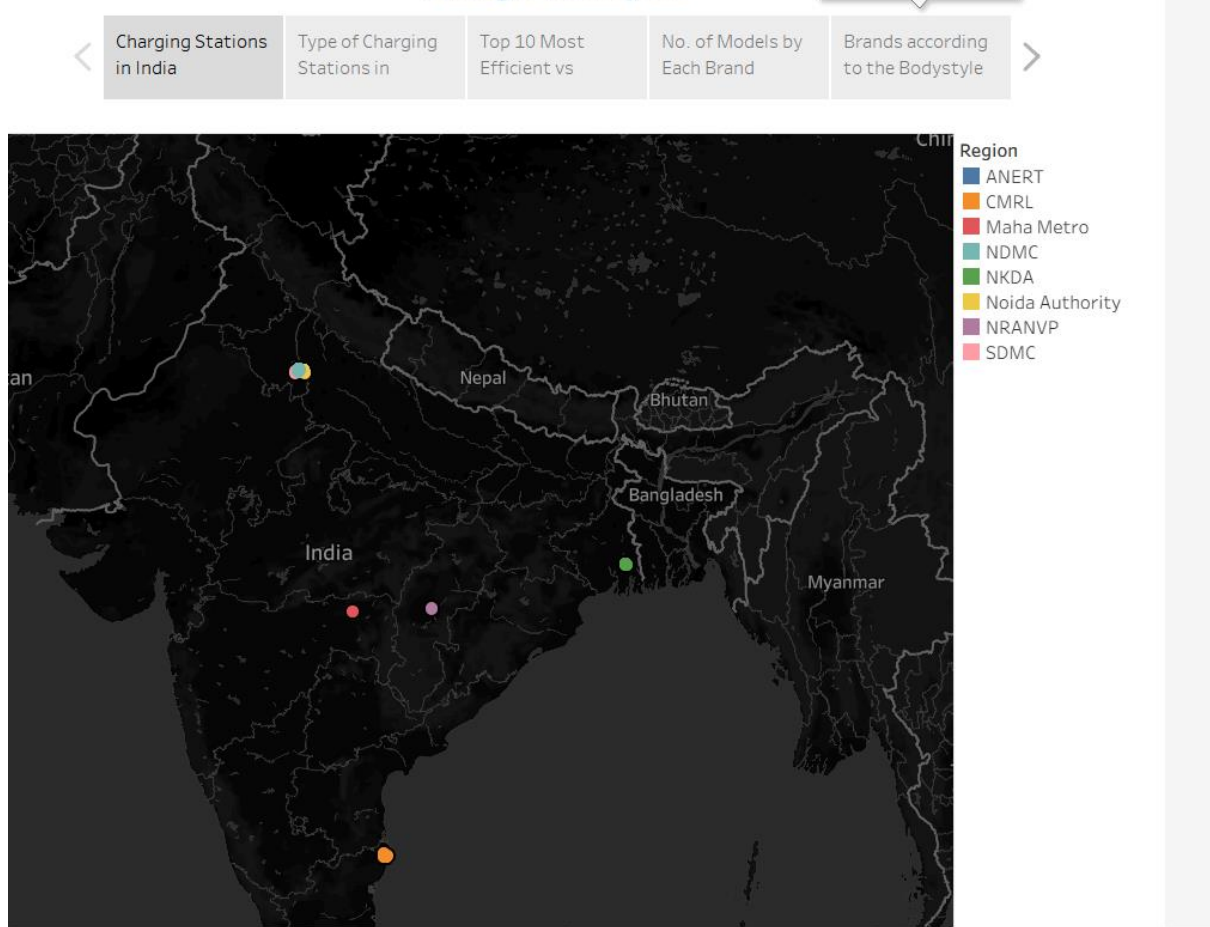 Charging Stations
in India
Type of Charging
Stations in
Top 10 Most
Efficient vs
No. of Models by
Each Brand
Brands according
to the Bodystyle
Region
ANERT
CMRL
Maha Metro
NDMC
NKDA
Noida Authority
NRANVP
SDMC
Chin
an
Nepal
Bhutan
Bangladesh
India
Myanmar